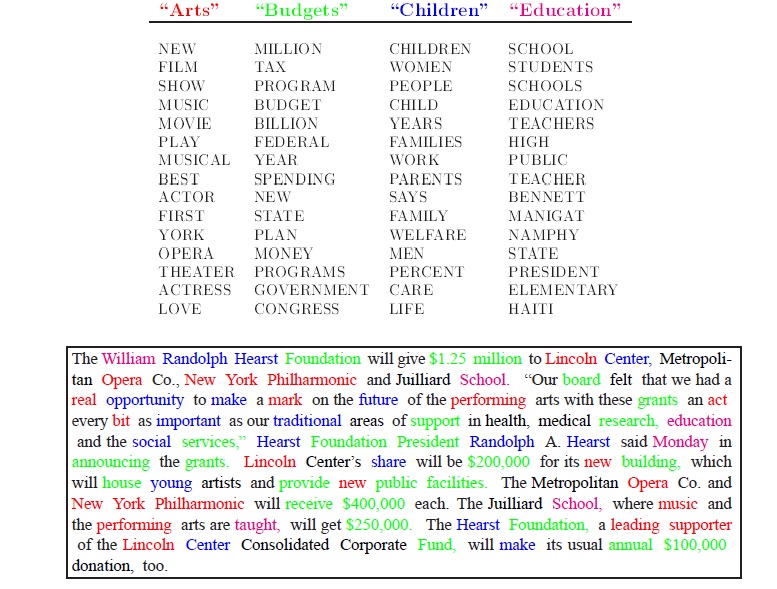 “Arts” “Budgets” “Children” “Education”
NEW MILLION CHILDREN SCHOOL
FILM TAX WOMEN STUDENTS
SHOW PROGRAM PEOPLE SCHOOLS
MUSIC BUDGET CHILD EDUCATION
MOVIE BILLION YEARS TEACHERS
PLAY FEDERAL FAMILIES HIGH
MUSICAL YEAR WORK PUBLIC
BEST SPENDING PARENTS TEACHER
ACTOR NEW SAYS BENNETT
FIRST STATE FAMILY MANIGAT
YORK PLAN WELFARE NAMPHY
OPERA MONEY MEN STATE
THEATER PROGRAMS PERCENT PRESIDENT
ACTRESS GOVERNMENT CARE ELEMENTARY
LOVE CONGRESS LIFE HAITI
The William Randolph Hearst Foundation will give $1.25 million to Lincoln Center, Metropoli-
tan Opera Co., New York Philharmonic and Juilliard School. “Our board felt that we had a
real opportunity to make a mark on the future of the performing arts with these grants an act
every bit as important as our traditional areas of support in health, medical research, education
and the social services,” Hearst Foundation President Randolph A. Hearst said Monday in
announcing the grants. Lincoln Center’s share will be $200,000 for its new building, which
will house young artists and provide new public facilities. The Metropolitan Opera Co. and
New York Philharmonic will receive $400,000 each. The Juilliard School, where music and
the performing arts are taught, will get $250,000. The Hearst Foundation, a leading supporter
of the Lincoln Center Consolidated Corporate Fund, will make its usual annual $100,000
donation, too.